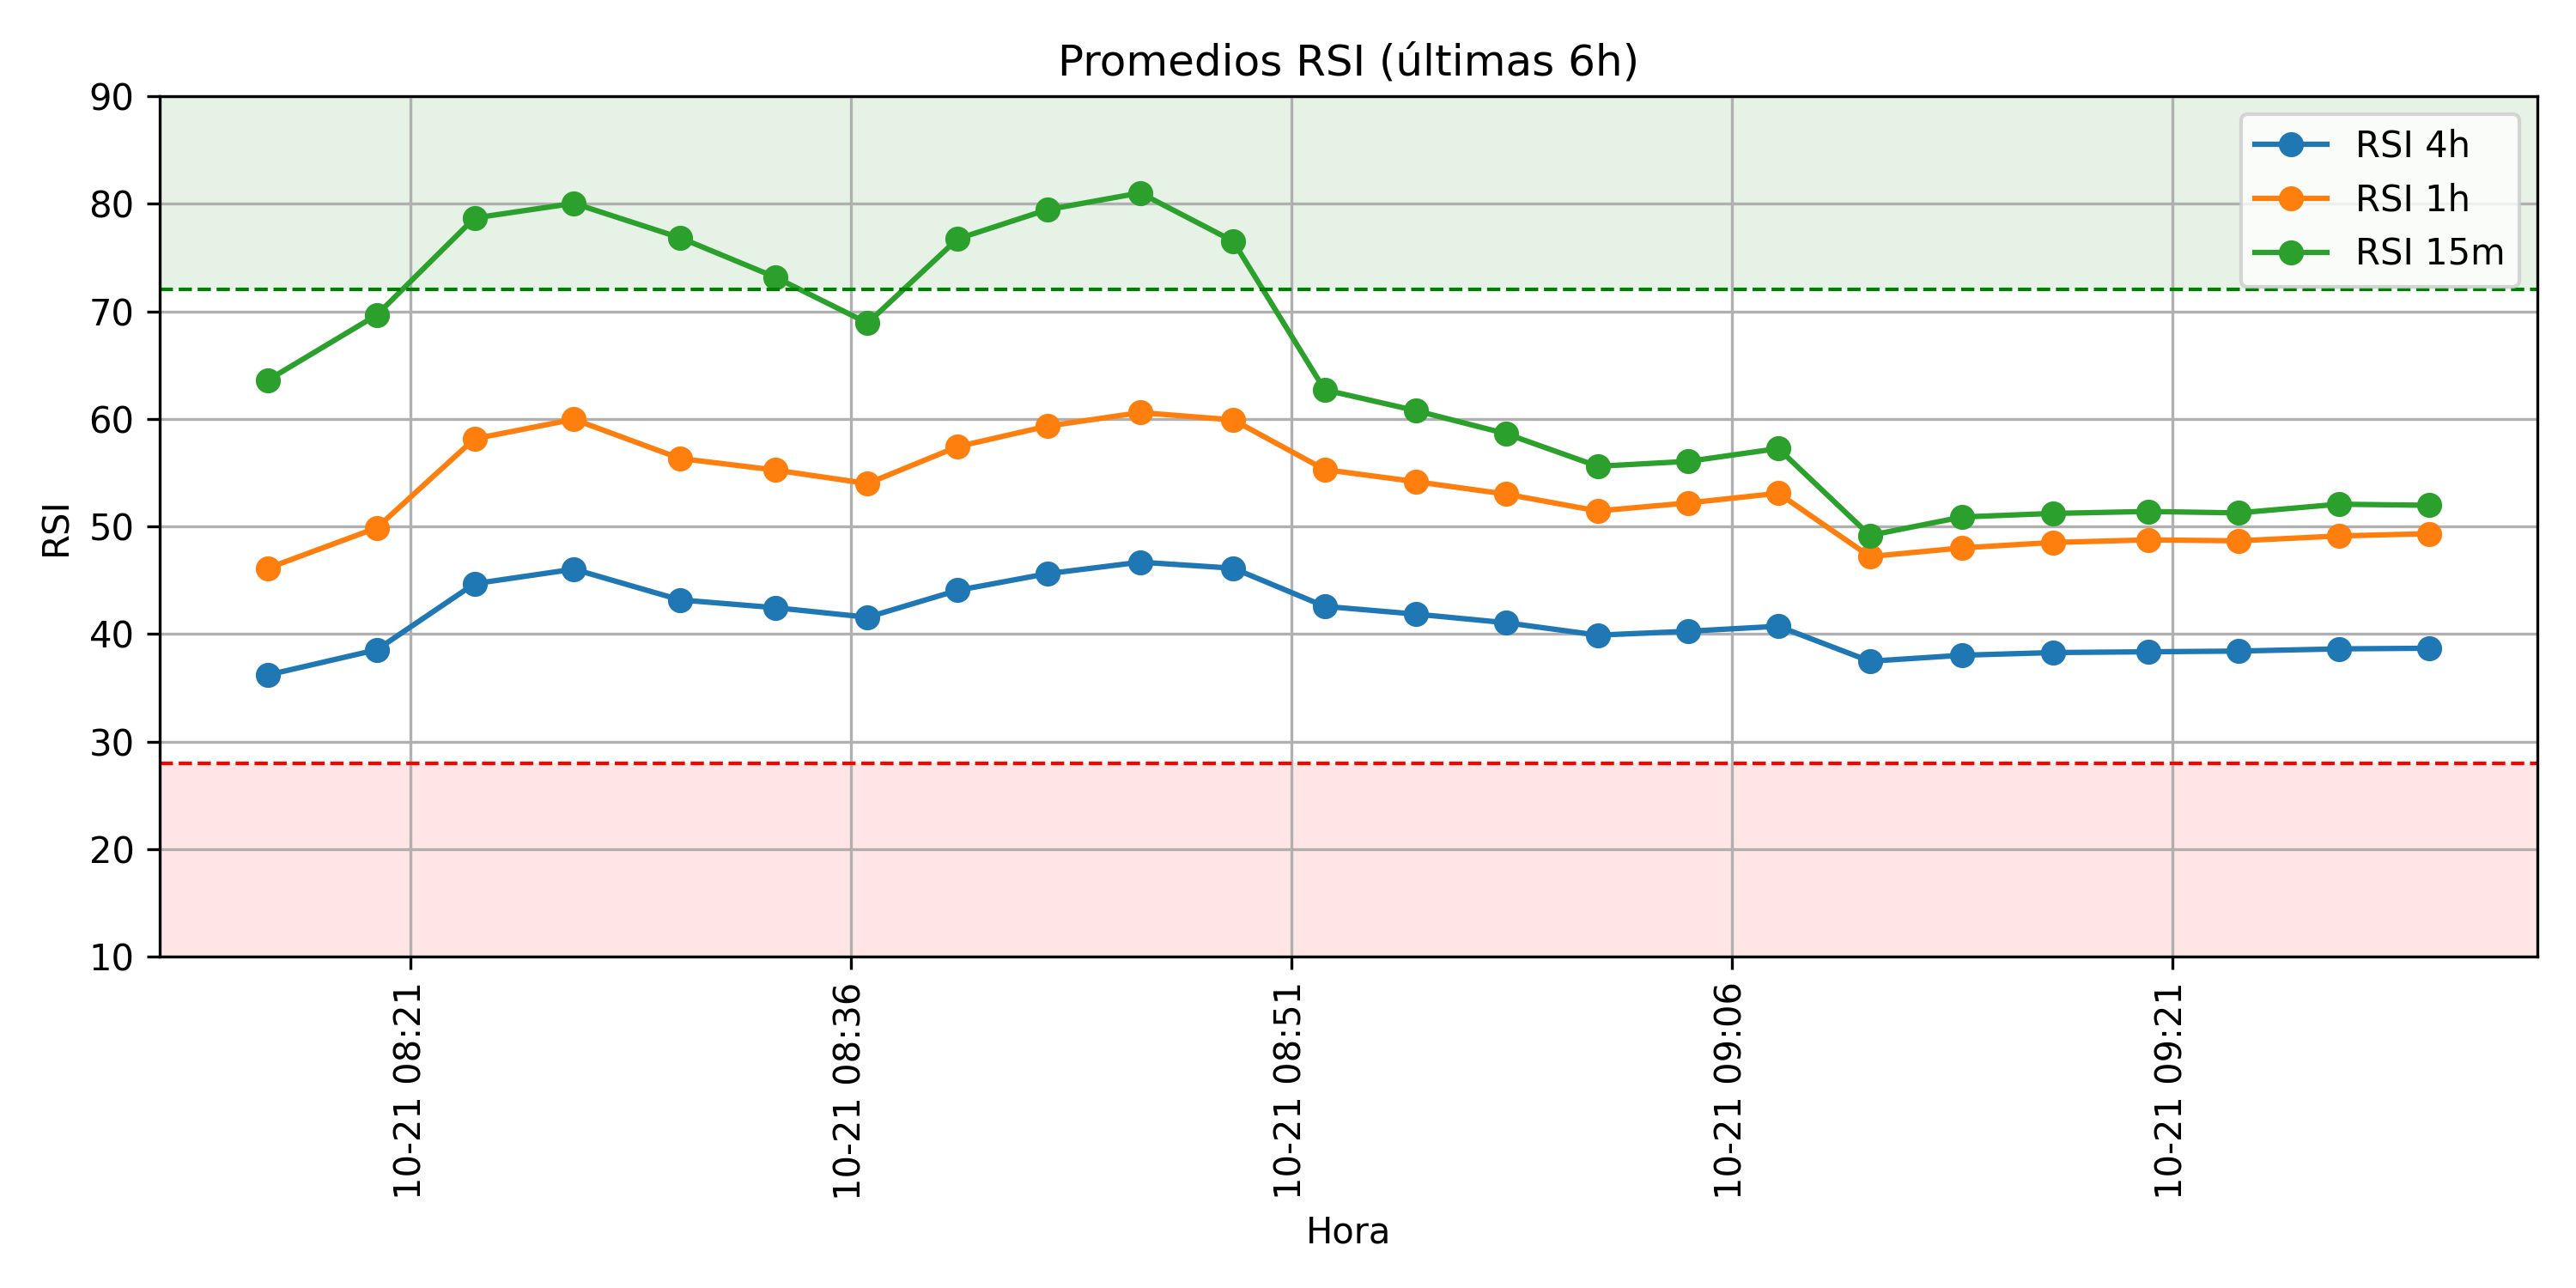 Promedios RSI (últimas 6h)
90
80
70
60
50
40
30
20
10
RSI
RSI 4h
RSI 1h
RSI 15m
10-21 08:21
10-21 08:36
10-21 08:51
10-21 09:06
10-21 09:21
Hora